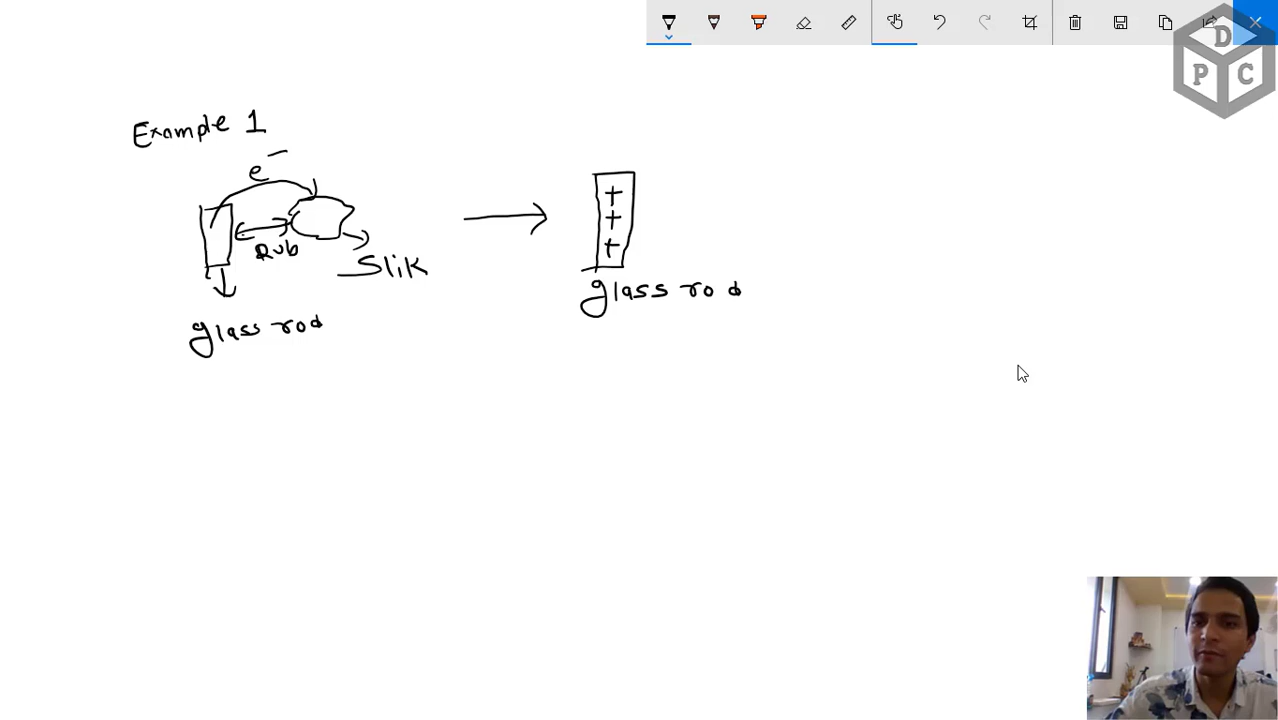 Example 1
e⁻
Rub
Slik
glass rod
+
+
+
glass rod
D
P C